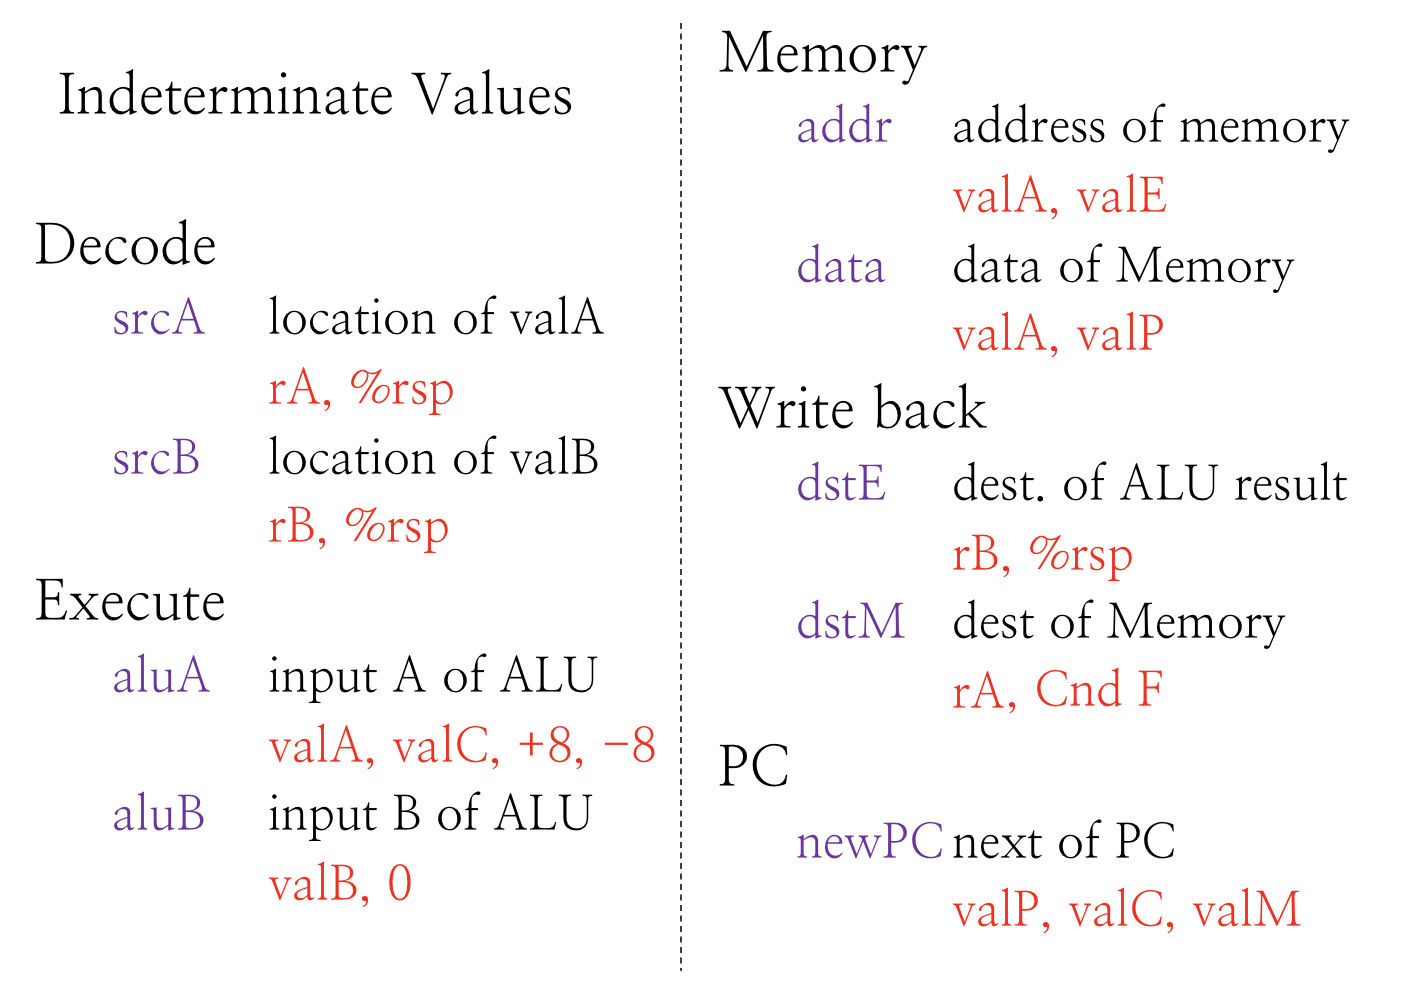 Indeterminate Values
Decode
srcA location of valA
rA, %rsp
srcB location of valB
rB, %rsp
Execute
aluA input A of ALU
valA, valC, +8, −8
aluB input B of ALU
valB, 0
Memory
addr address of memory
valA, valE
data data of Memory
valA, valP
Write back
dstE dest. of ALU result
rB, %rsp
dstM dest of Memory
rA, Cnd F
PC
newPC next of PC
valP, valC, valM